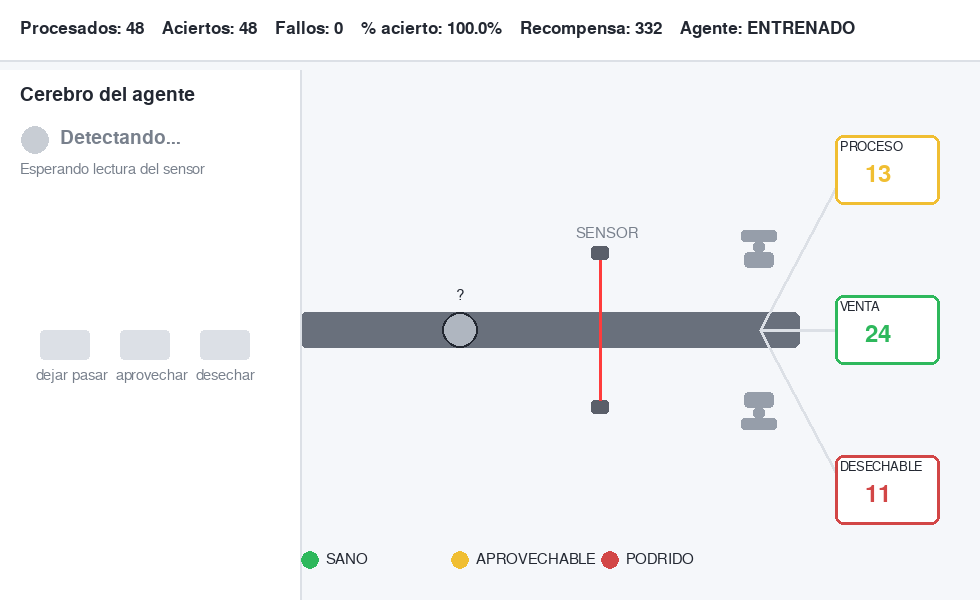 Procesados: 48 Aciertos: 48 Fallos: 0 % acierto: 100.0% Recompensa: 332 Agente: ENTRENADO
Cerebro del agente
Detectando...
Esperando lectura del sensor
dejar pasar aprovechar desechar
SENSOR
?
PROCESO
13
VENTA
24
DESECHABLE
11
SANO APROVECHABLE PODRIDO